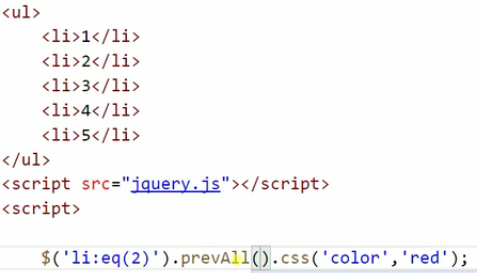 <ul>
    <li>1</li>
    <li>2</li>
    <li>3</li>
    <li>4</li>
    <li>5</li>
</ul>
<script src="jquery.js"></script>
<script>
    $('li:eq(2)').prevAll().css('color','red');